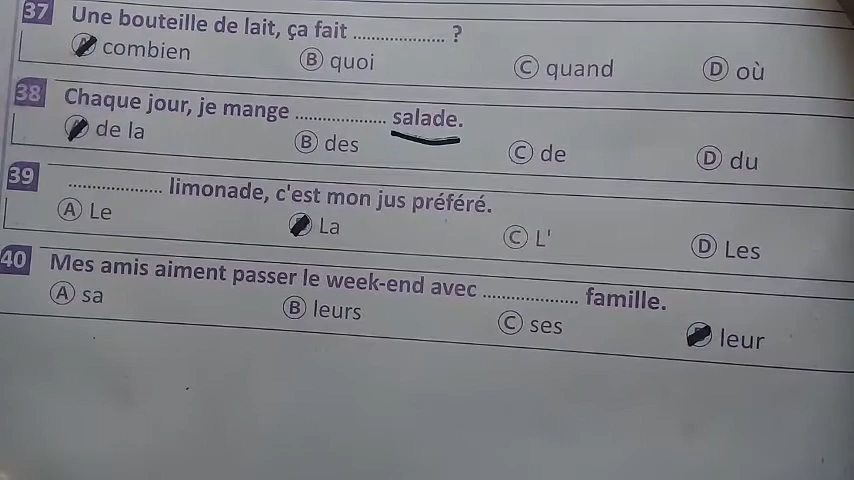 37 Une bouteille de lait, ça fait ................... ?
A combien B quoi C quand D où
38 Chaque jour, je mange ................... salade.
A de la B des C de D du
39 ................... limonade, c'est mon jus préféré.
A Le La C L' D Les
40 Mes amis aiment passer le week-end avec ................... famille.
A sa B leurs C ses leur